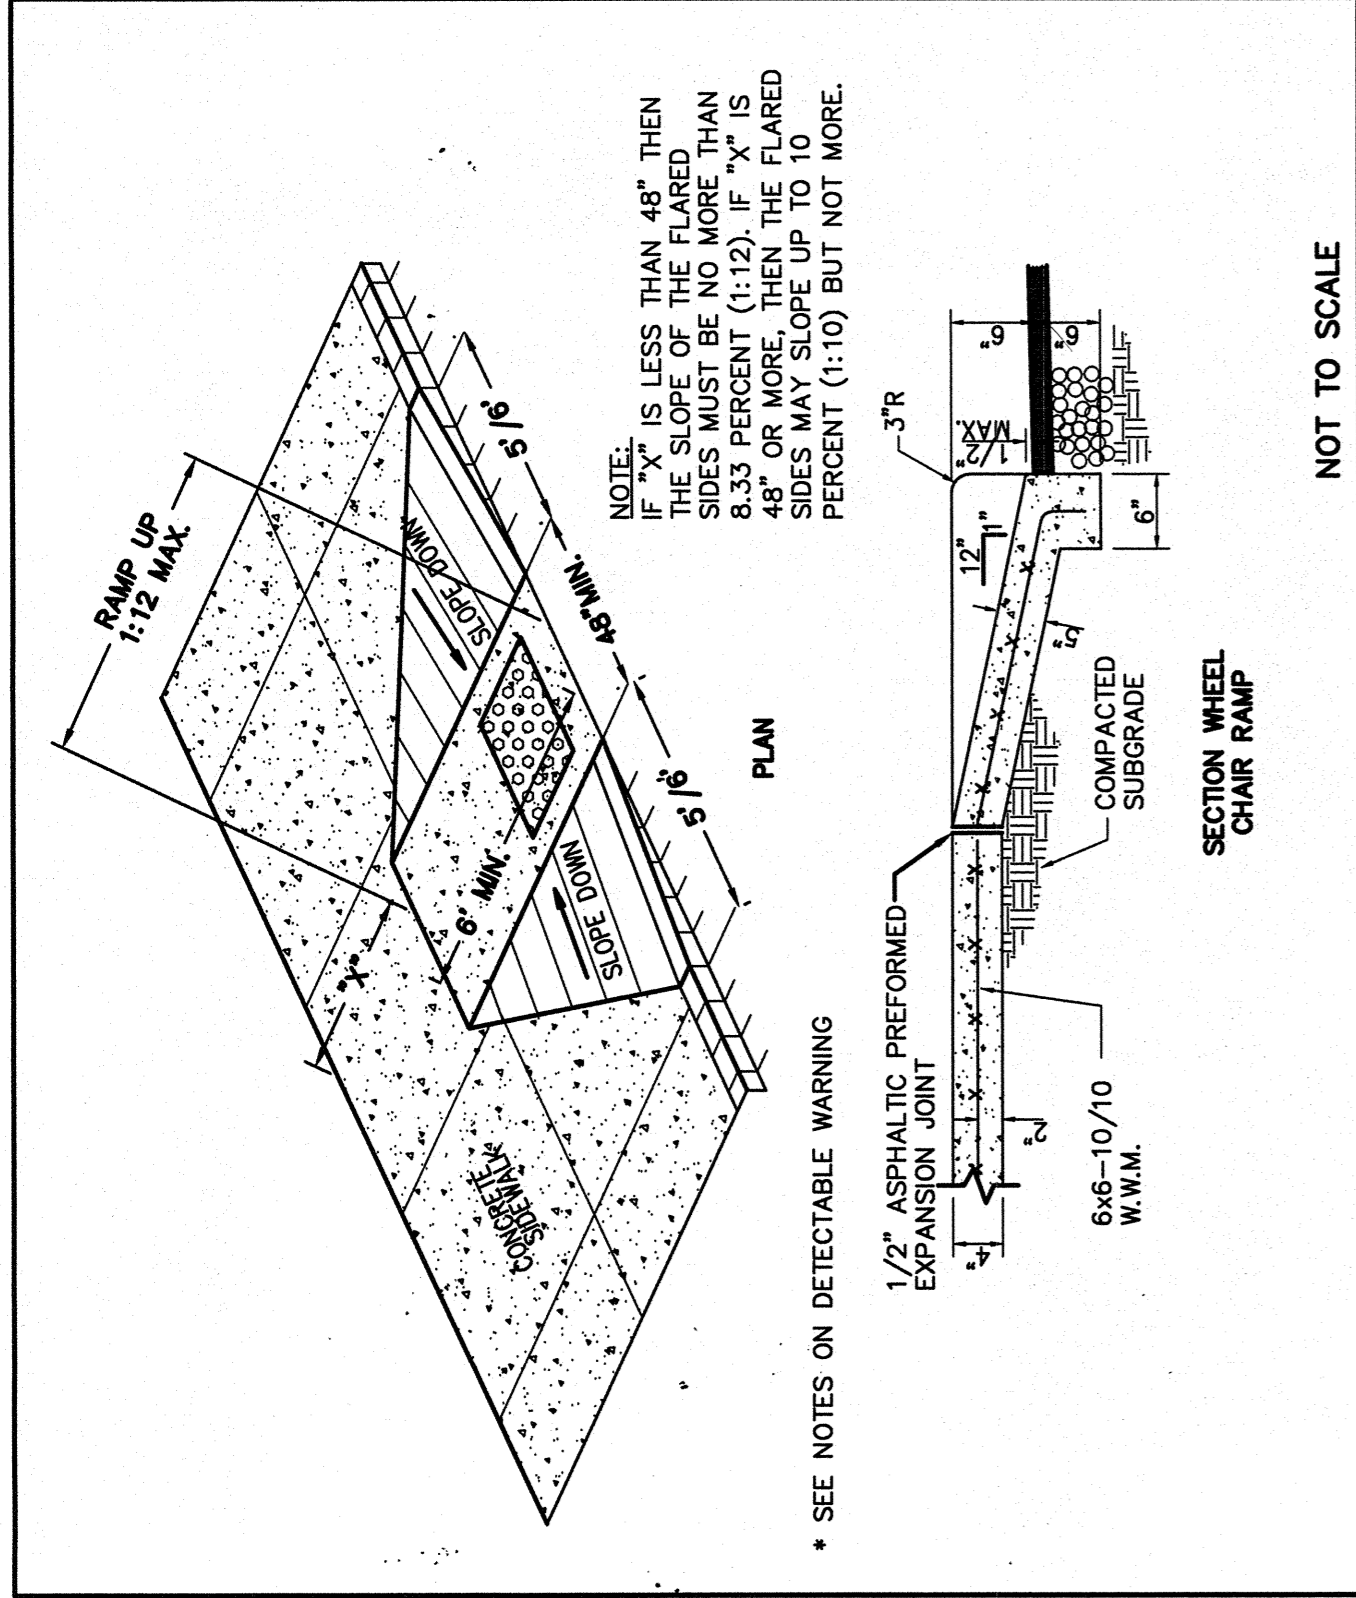 RAMP UP
1:12 MAX.
"X"
6' MIN.
SLOPE DOWN
SLOPE DOWN
CONCRETE
SIDEWALK
5'/6"
48" MIN.
5'/6"
PLAN
NOTE:
IF "X" IS LESS THAN 48" THEN
THE SLOPE OF THE FLARED
SIDES MUST BE NO MORE THAN
8.33 PERCENT (1:12). IF "X" IS
48" OR MORE, THEN THE FLARED
SIDES MAY SLOPE UP TO 10
PERCENT (1:10) BUT NOT MORE.
* SEE NOTES ON DETECTABLE WARNING
1/2" ASPHALTIC PREFORMED
EXPANSION JOINT
3"R
12"
1"
1/2"
MAX.
6"
6"
6"
5"
4"
2"
6x6-10/10
W.W.M.
COMPACTED
SUBGRADE
SECTION WHEEL
CHAIR RAMP
NOT TO SCALE